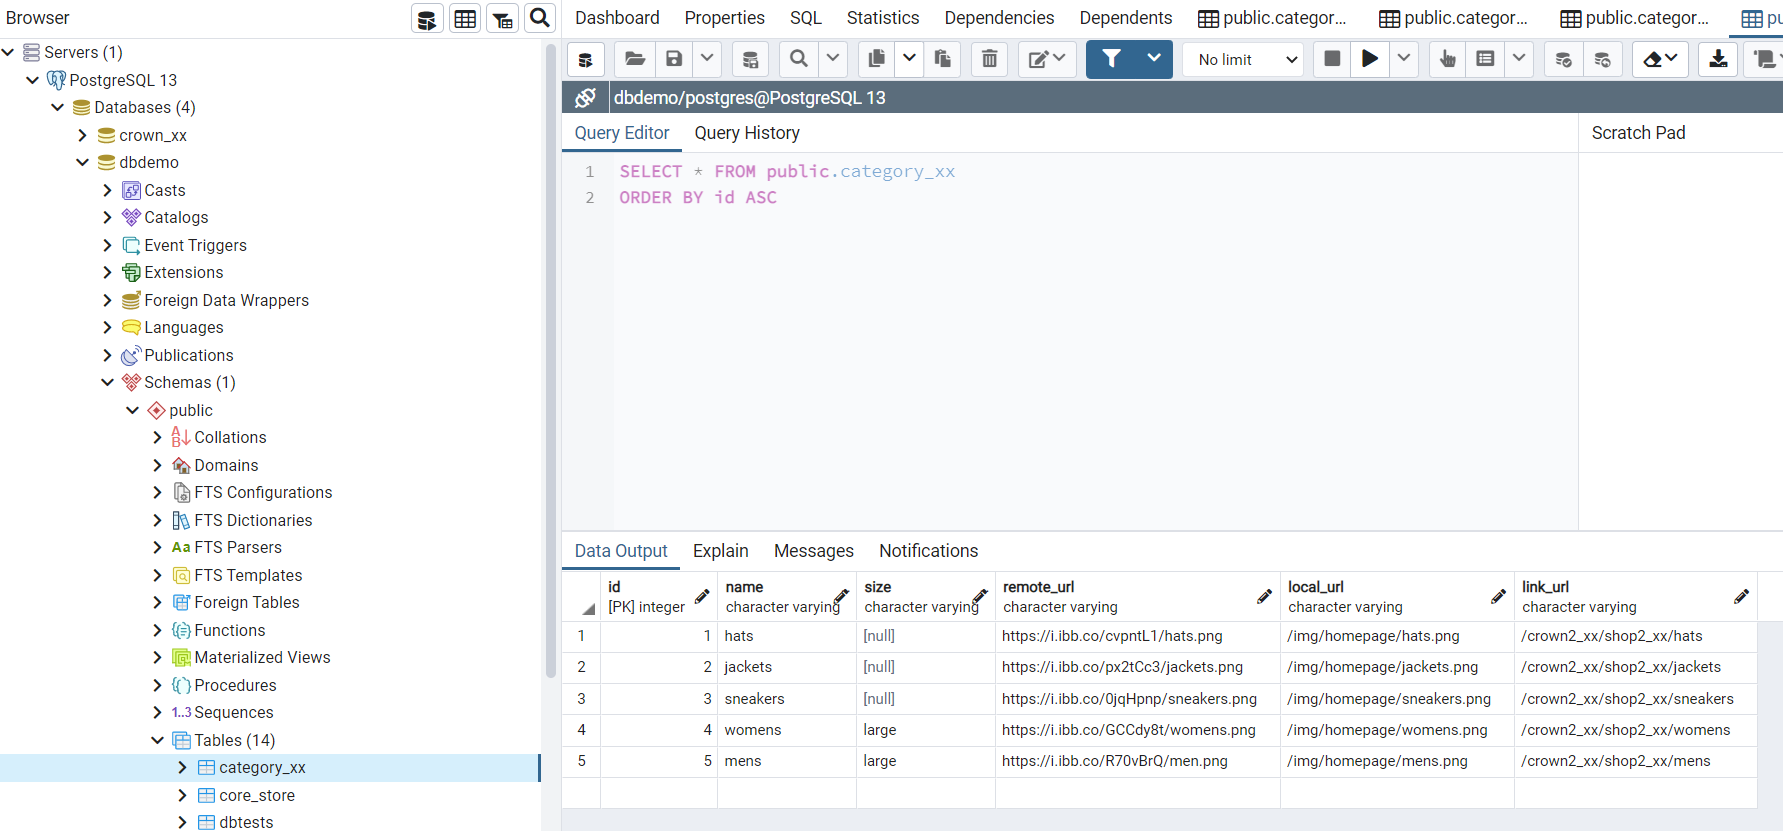 Browser
Servers (1)
PostgreSQL 13
Databases (4)
crown_xx
dbdemo
Casts
Catalogs
Event Triggers
Extensions
Foreign Data Wrappers
Languages
Publications
Schemas (1)
public
Collations
Domains
FTS Configurations
FTS Dictionaries
Aa FTS Parsers
FTS Templates
Foreign Tables
Functions
Materialized Views
Procedures
1..3 Sequences
Tables (14)
category_xx
core_store
dbtests
Dashboard Properties SQL Statistics Dependencies Dependents public.categor... public.categor... public.categor... pu
No limit
dbdemo/postgres@PostgreSQL 13
Query Editor Query History Scratch Pad
1 SELECT * FROM public.category_xx
2 ORDER BY id ASC
Data Output Explain Messages Notifications
id name size remote_url local_url link_url
[PK] integer character varying character varying character varying character varying character varying
1 1 hats [null] https://i.ibb.co/cvpntL1/hats.png /img/homepage/hats.png /crown2_xx/shop2_xx/hats
2 2 jackets [null] https://i.ibb.co/px2tCc3/jackets.png /img/homepage/jackets.png /crown2_xx/shop2_xx/jackets
3 3 sneakers [null] https://i.ibb.co/0jqHpnp/sneakers.png /img/homepage/sneakers.png /crown2_xx/shop2_xx/sneakers
4 4 womens large https://i.ibb.co/GCCdy8t/womens.png /img/homepage/womens.png /crown2_xx/shop2_xx/womens
5 5 mens large https://i.ibb.co/R70vBrQ/men.png /img/homepage/mens.png /crown2_xx/shop2_xx/mens